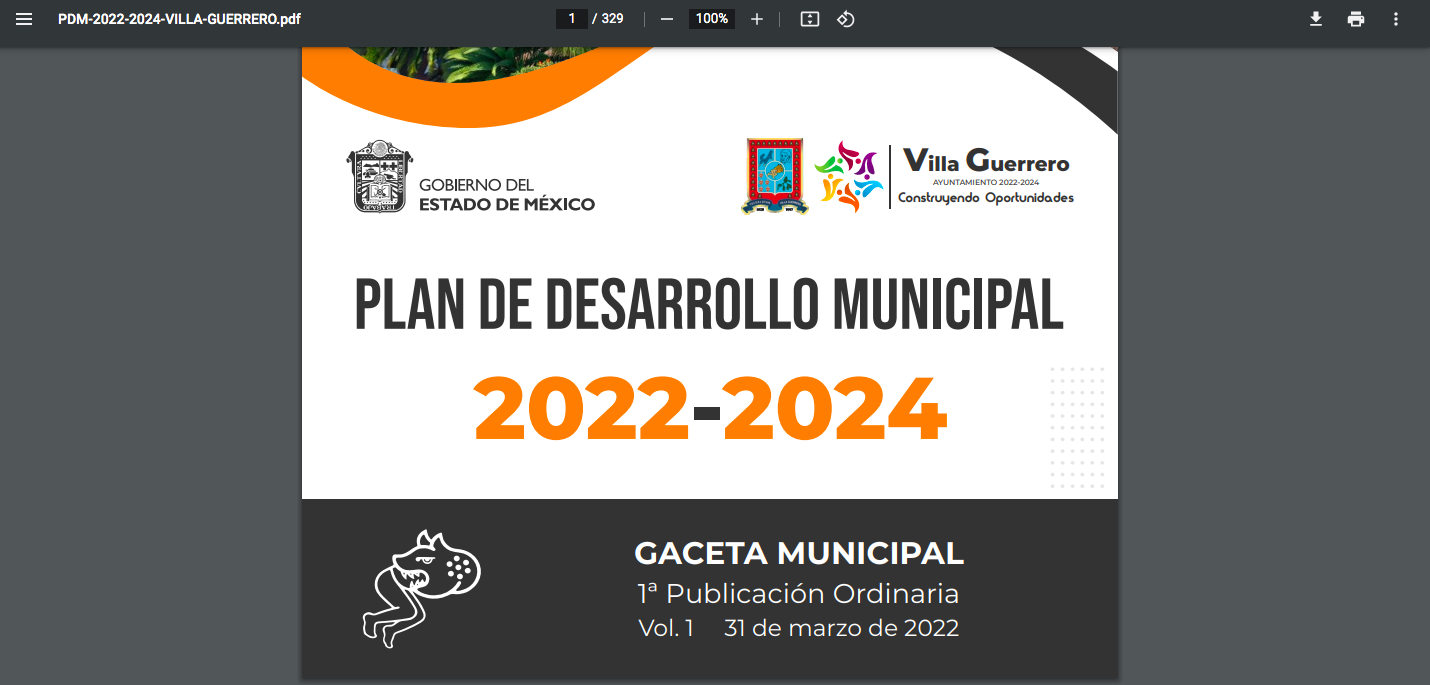 PDM-2022-2024-VILLA-GUERRERO.pdf
1 / 329
100%
GOBIERNO DEL
ESTADO DE MÉXICO
Villa Guerrero
AYUNTAMIENTO 2022-2024
Construyendo Oportunidades
PLAN DE DESARROLLO MUNICIPAL
2022-2024
GACETA MUNICIPAL
1ª Publicación Ordinaria
Vol. 1 31 de marzo de 2022